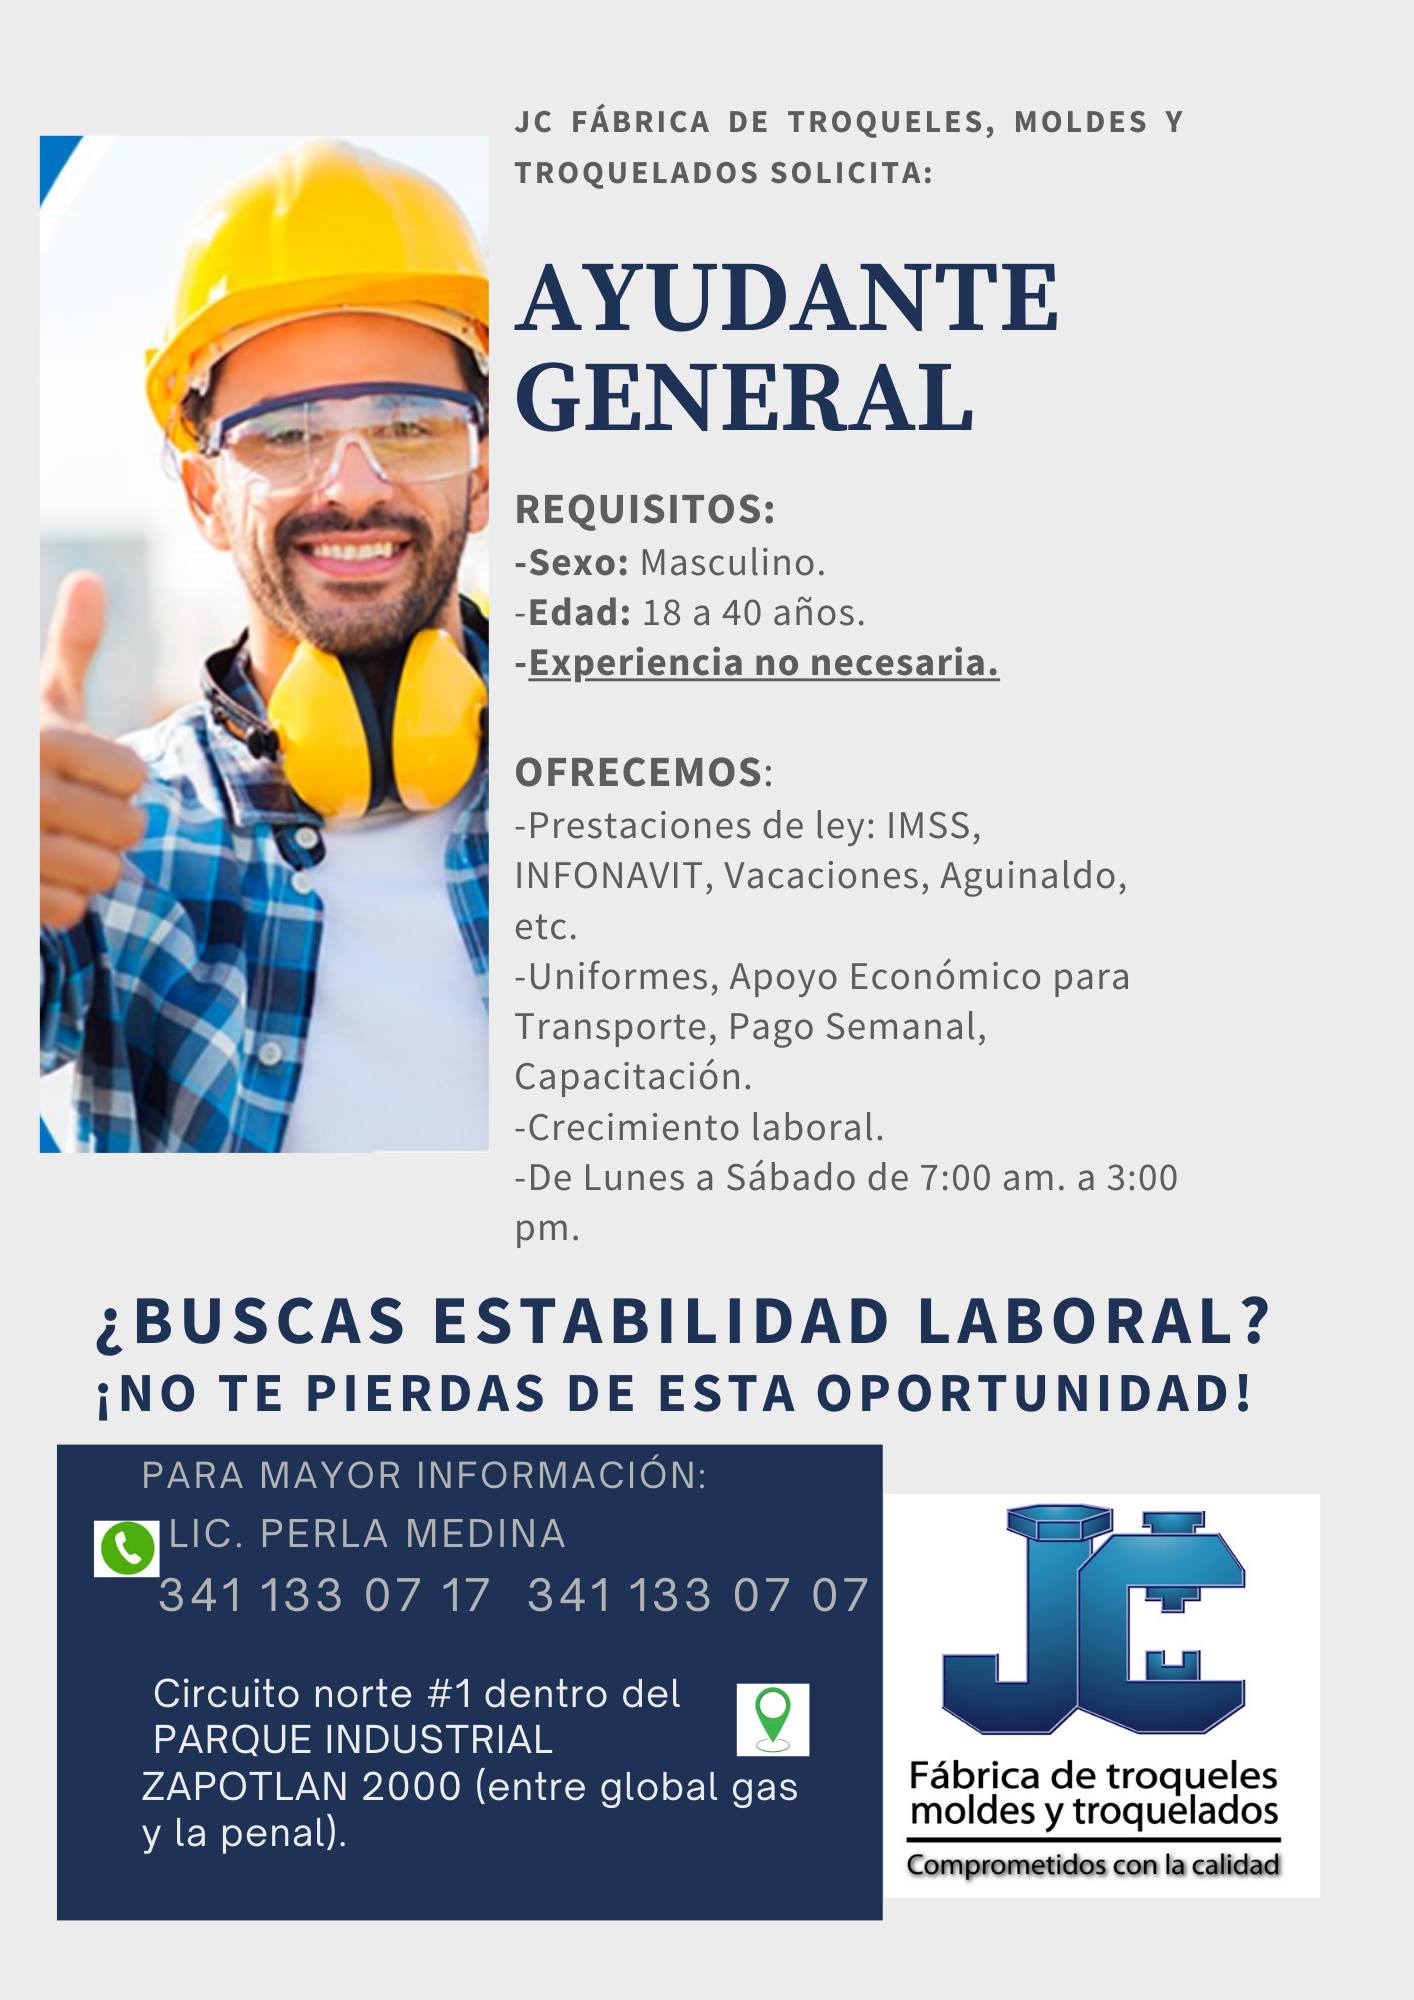 JC FÁBRICA DE TROQUELES, MOLDES Y
TROQUELADOS SOLICITA:
AYUDANTE
GENERAL
REQUISITOS:
-Sexo: Masculino.
-Edad: 18 a 40 años.
-Experiencia no necesaria.
OFRECEMOS:
-Prestaciones de ley: IMSS,
INFONAVIT, Vacaciones, Aguinaldo,
etc.
-Uniformes, Apoyo Económico para
Transporte, Pago Semanal,
Capacitación.
-Crecimiento laboral.
-De Lunes a Sábado de 7:00 am. a 3:00
pm.
¿BUSCAS ESTABILIDAD LABORAL?
¡NO TE PIERDAS DE ESTA OPORTUNIDAD!
PARA MAYOR INFORMACIÓN:
LIC. PERLA MEDINA
341 133 07 17 341 133 07 07
Circuito norte #1 dentro del
PARQUE INDUSTRIAL
ZAPOTLAN 2000 (entre global gas
y la penal).
JC
Fábrica de troqueles
moldes y troquelados
Comprometidos con la calidad